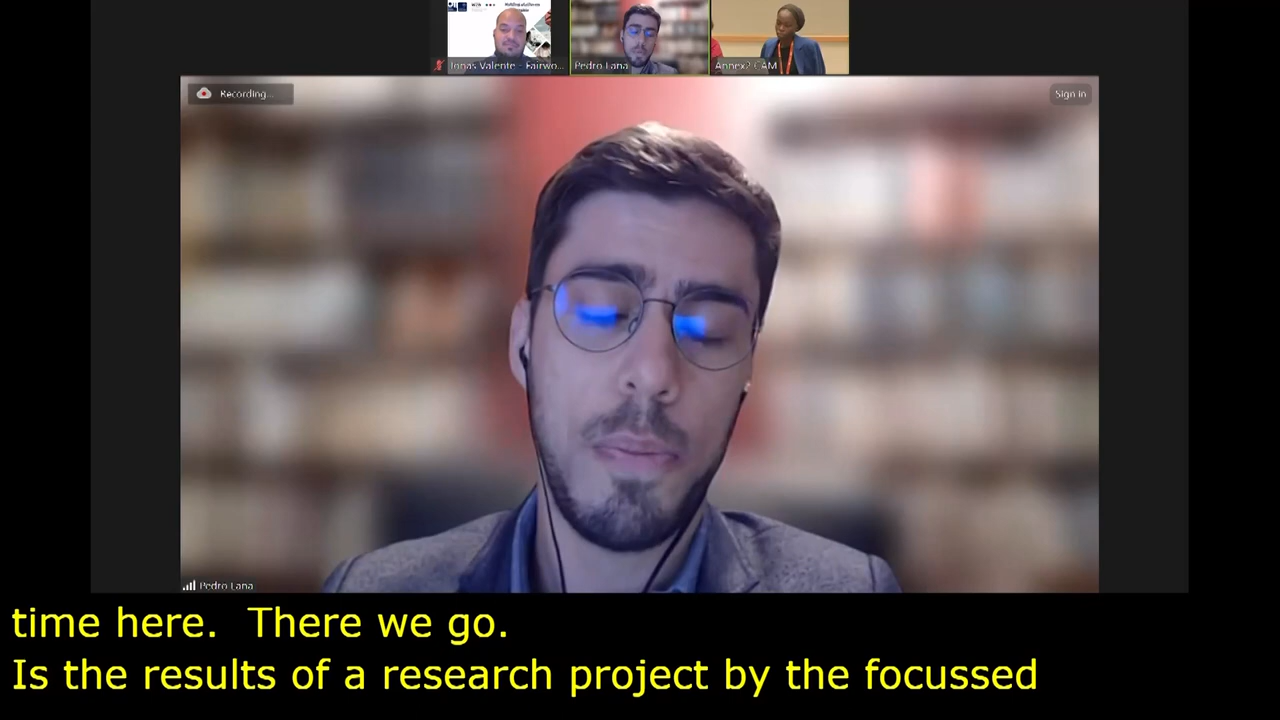 Jonas Valente - Fairwo...
Pedro Lana
Annex2 CAM
Recording...
Sign in
Pedro Lana
time here.  There we go.
Is the results of a research project by the focussed